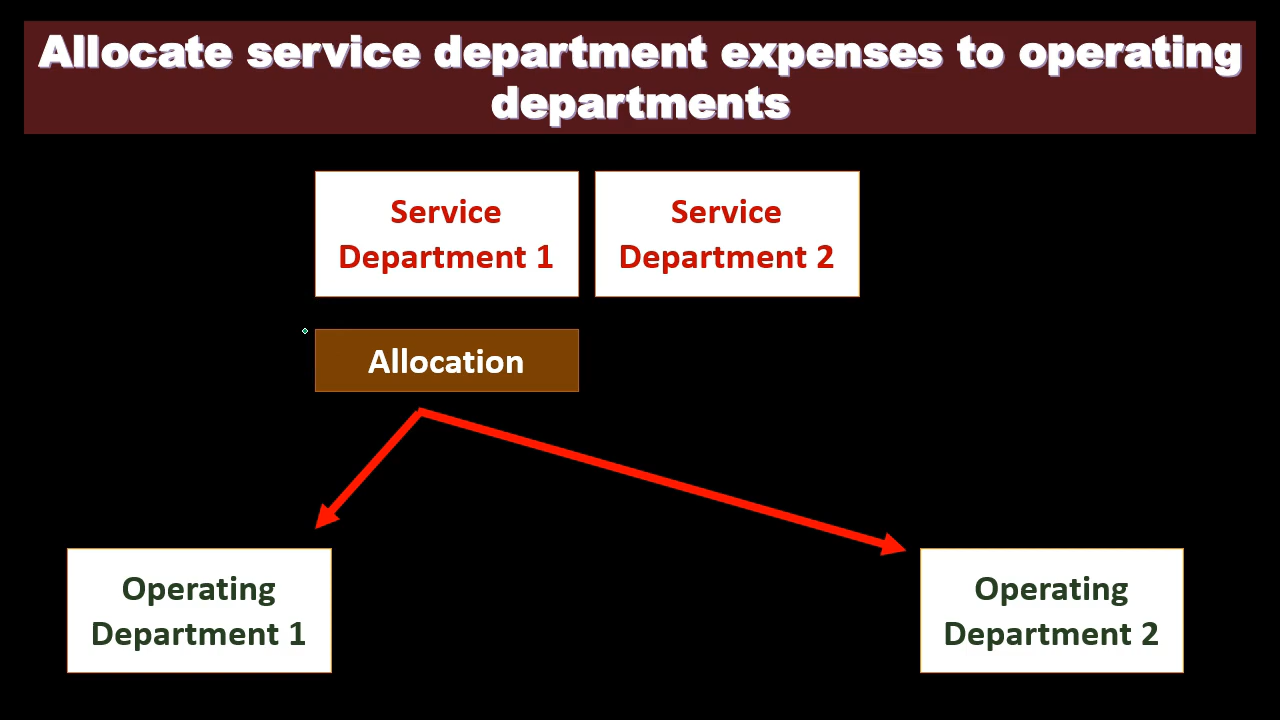 Allocate service department expenses to operating
departments
Service
Department 1
Service
Department 2
Allocation
Operating
Department 1
Operating
Department 2